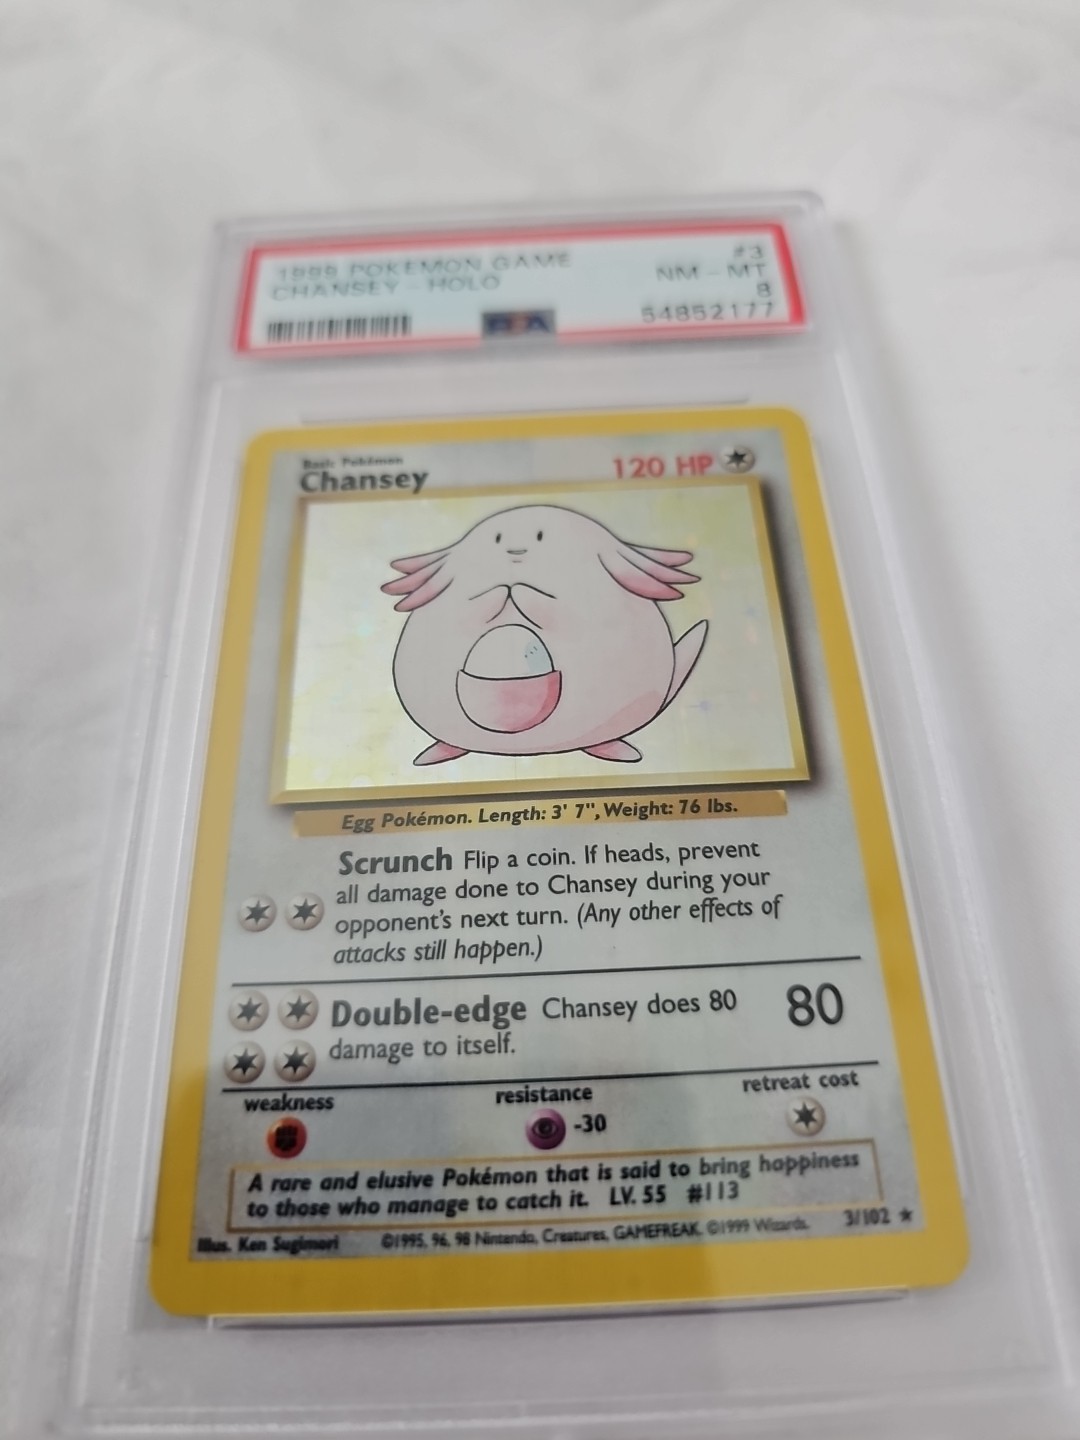 1999 POKEMON GAME
#3
CHANSEY - HOLO
NM - MT
8
PSA
54852177
Basic Pokémon
Chansey
120 HP
Egg Pokémon. Length: 3' 7", Weight: 76 lbs.
Scrunch Flip a coin. If heads, prevent
all damage done to Chansey during your
opponent's next turn. (Any other effects of
attacks still happen.)
Double-edge Chansey does 80
damage to itself.
80
weakness
resistance
retreat cost
-30
A rare and elusive Pokémon that is said to bring happiness
to those who manage to catch it. LV. 55 #113
Illus. Ken Sugimori ©1995, 96, 98 Nintendo, Creatures, GAMEFREAK. ©1999 Wizards. 3/102 ★